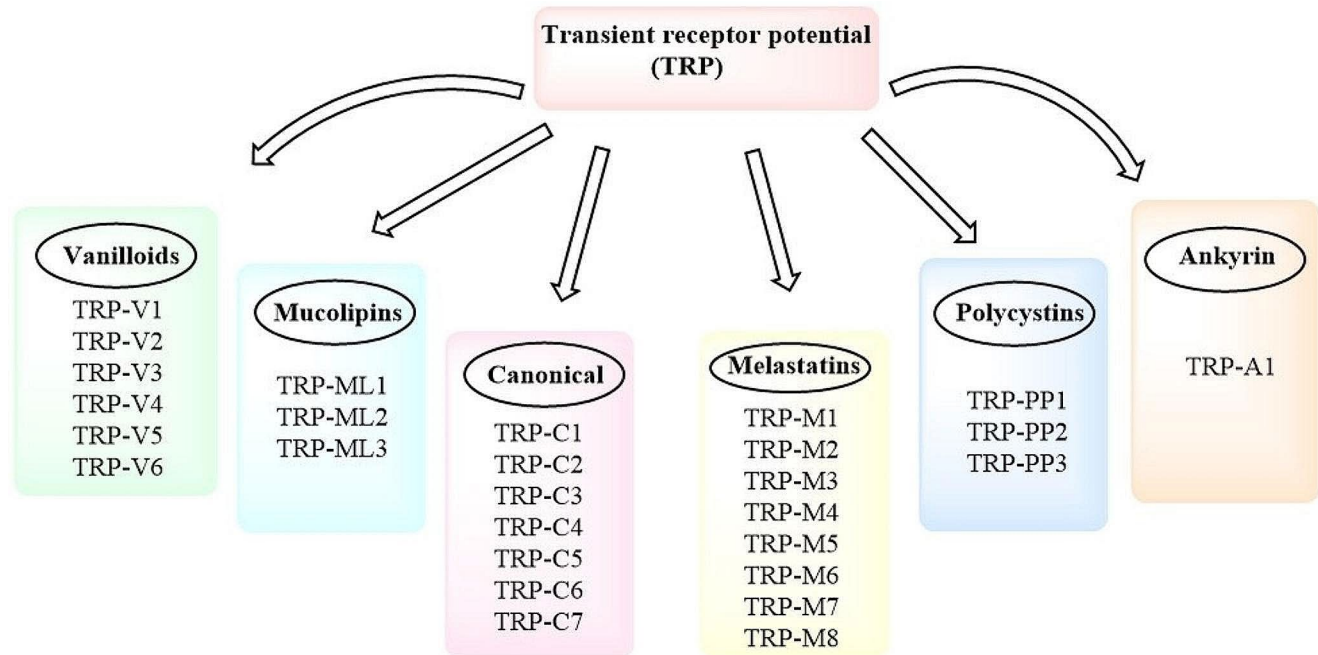 Transient receptor potential
(TRP)
Vanilloids
TRP-V1
TRP-V2
TRP-V3
TRP-V4
TRP-V5
TRP-V6
Mucolipins
TRP-ML1
TRP-ML2
TRP-ML3
Canonical
TRP-C1
TRP-C2
TRP-C3
TRP-C4
TRP-C5
TRP-C6
TRP-C7
Melastatins
TRP-M1
TRP-M2
TRP-M3
TRP-M4
TRP-M5
TRP-M6
TRP-M7
TRP-M8
Polycystins
TRP-PP1
TRP-PP2
TRP-PP3
Ankyrin
TRP-A1